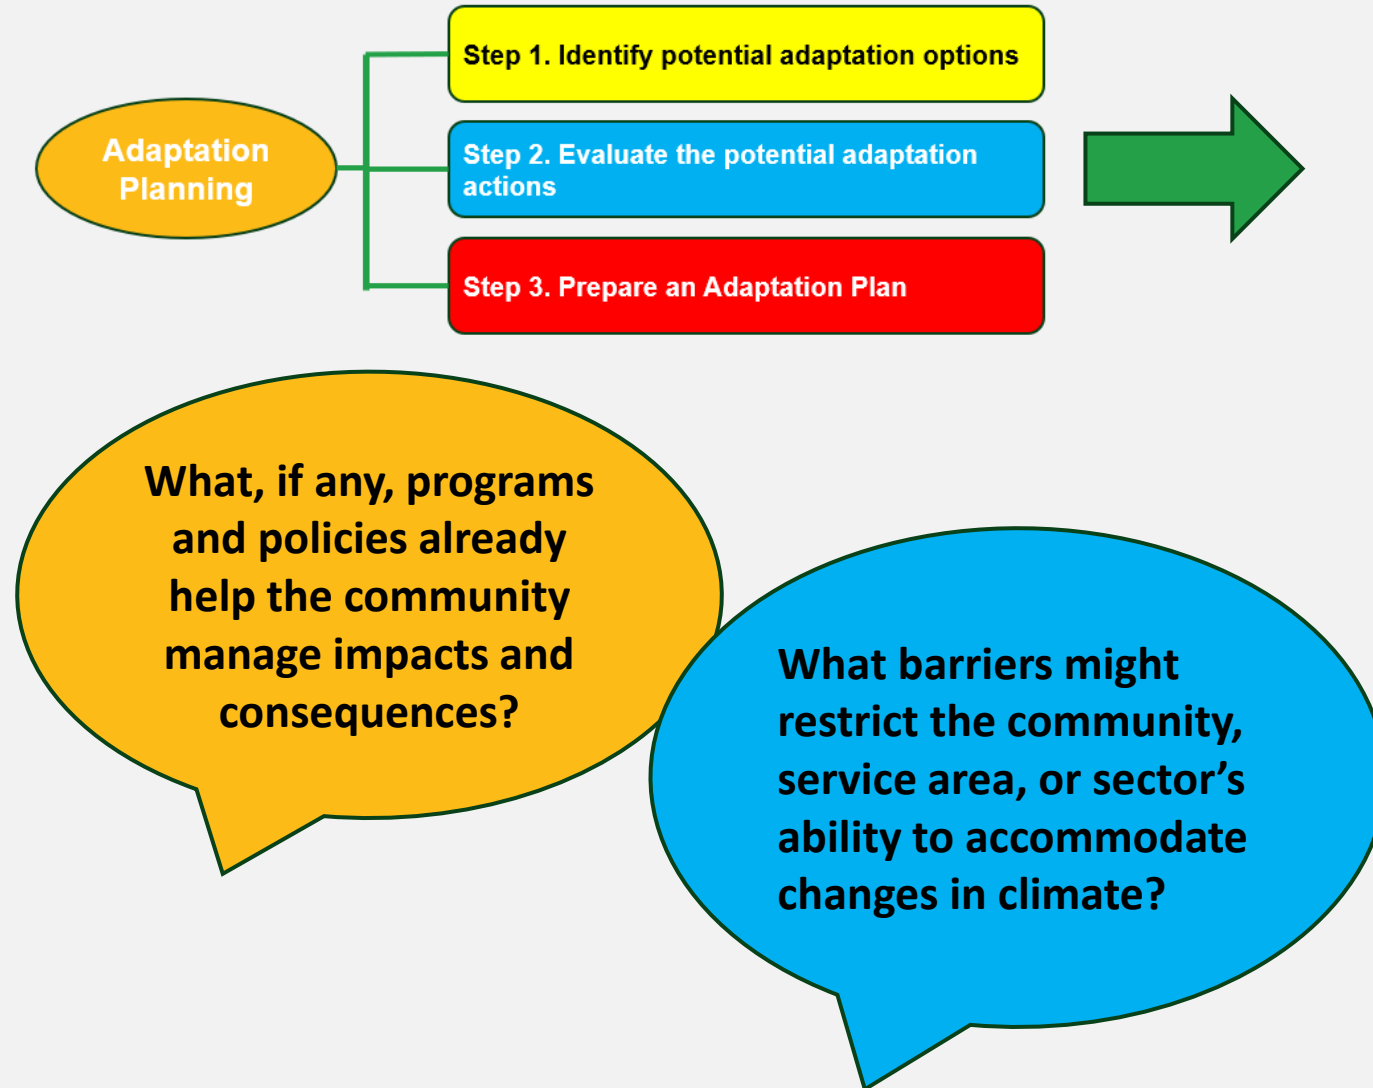 Adaptation
Planning
Step 1. Identify potential adaptation options
Step 2. Evaluate the potential adaptation
actions
Step 3. Prepare an Adaptation Plan
What, if any, programs
and policies already
help the community
manage impacts and
consequences?
What barriers might
restrict the community,
service area, or sector’s
ability to accommodate
changes in climate?